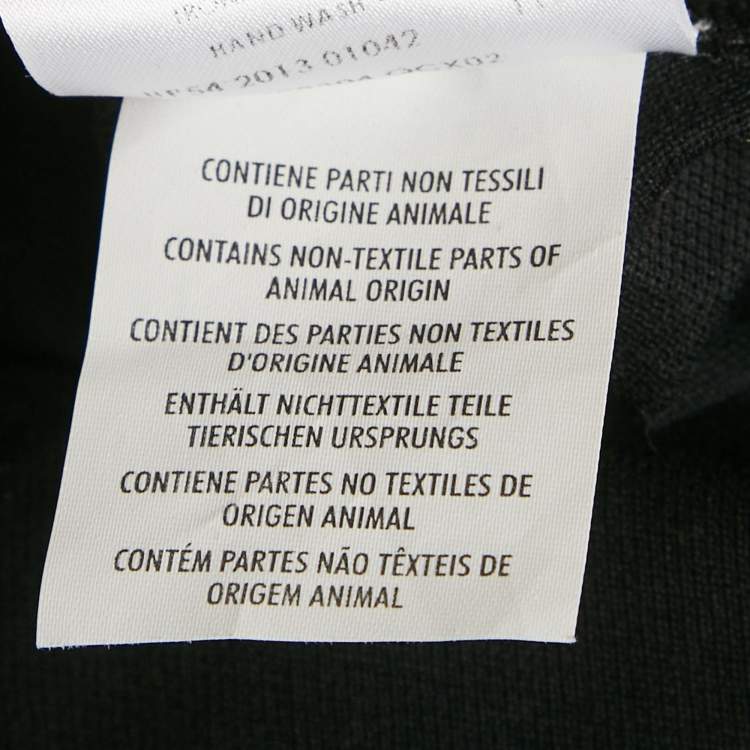 HAND WASH
2013 01042
CONTIENE PARTI NON TESSILI
DI ORIGINE ANIMALE
CONTAINS NON-TEXTILE PARTS OF
ANIMAL ORIGIN
CONTIENT DES PARTIES NON TEXTILES
D'ORIGINE ANIMALE
ENTHÄLT NICHTTEXTILE TEILE
TIERISCHEN URSPRUNGS
CONTIENE PARTES NO TEXTILES DE
ORIGEN ANIMAL
CONTÉM PARTES NÃO TÊXTEIS DE
ORIGEM ANIMAL